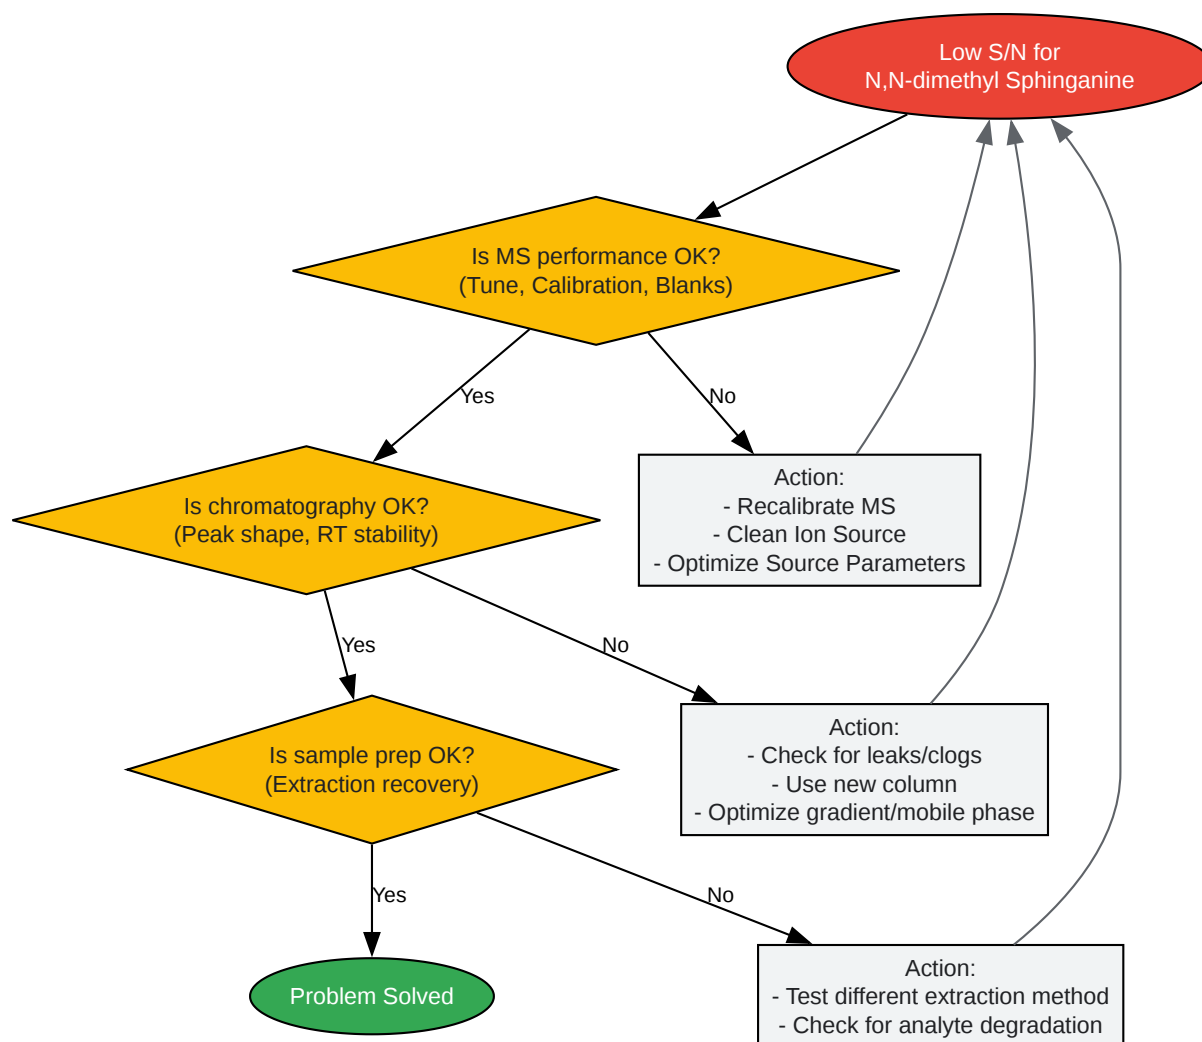 Low S/N for
N,N-dimethyl Sphinganine
Is MS performance OK?
(Tune, Calibration, Blanks)
Yes
No
Is chromatography OK?
(Peak shape, RT stability)
Action:
- Recalibrate MS
- Clean Ion Source
- Optimize Source Parameters
Yes
No
Is sample prep OK?
(Extraction recovery)
Action:
- Check for leaks/clogs
- Use new column
- Optimize gradient/mobile phase
Yes
No
Problem Solved
Action:
- Test different extraction method
- Check for analyte degradation